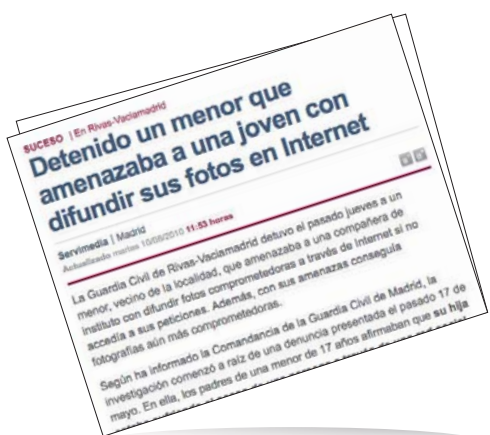 SUCESO | En Rivas-Vaciamadrid
Detenido un menor que
amenazaba a una joven con
difundir sus fotos en Internet
Servimedia | Madrid
Actualizado martes 10/08/2010 11:53 horas
La Guardia Civil de Rivas-Vaciamadrid detuvo el pasado jueves a un
menor, vecino de la localidad, que amenazaba a una compañera de
instituto con difundir fotos comprometedoras a través de Internet si no
accedía a sus peticiones. Además, con sus amenazas conseguía
fotografías aún más comprometedoras.
Según ha informado la Comandancia de la Guardia Civil de Madrid, la
investigación comenzó a raíz de una denuncia presentada el pasado 17 de
mayo. En ella, los padres de una menor de 17 años afirmaban que su hija